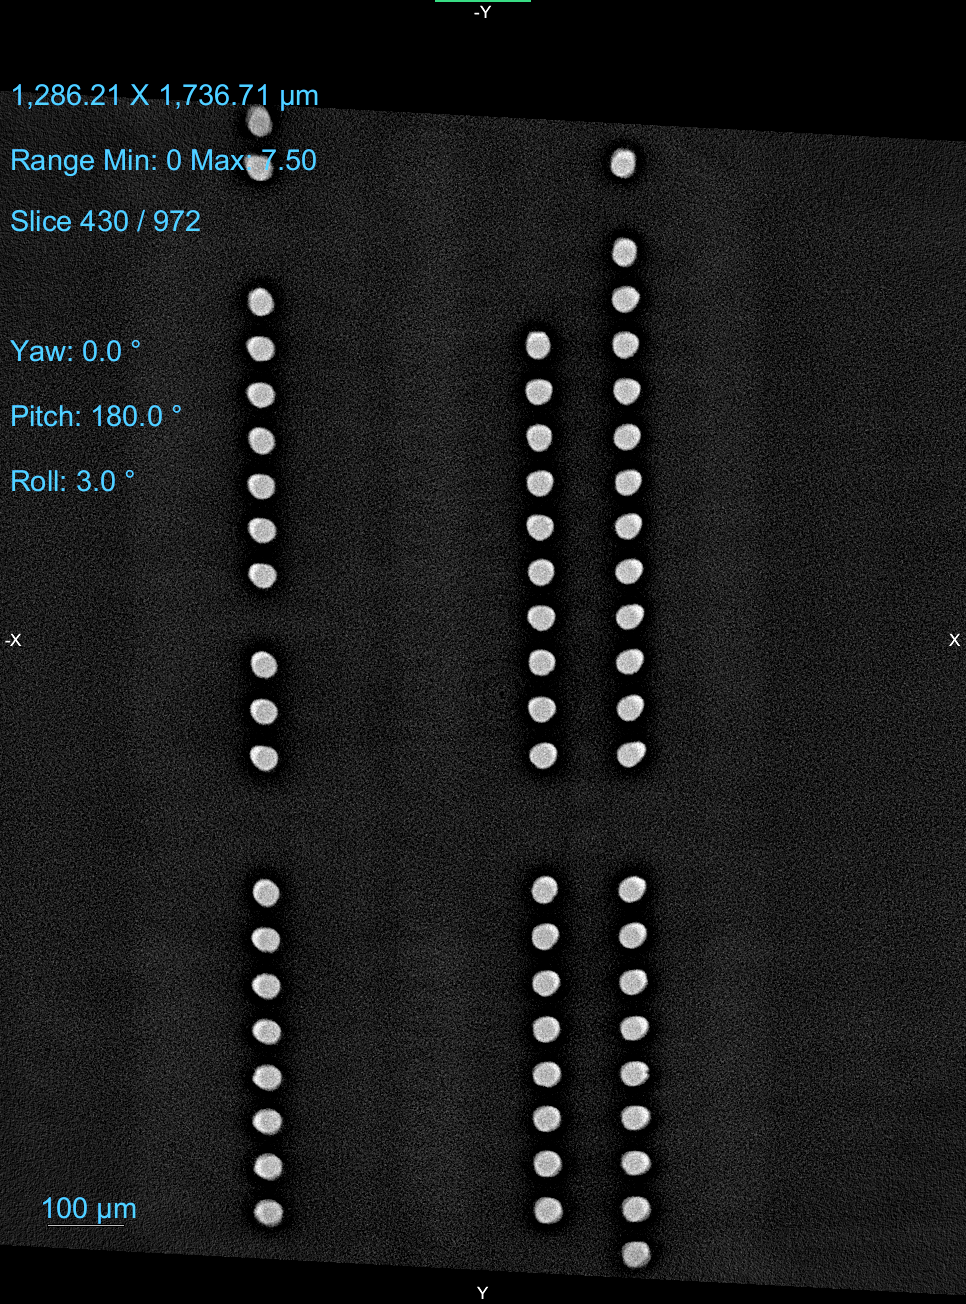 -Y
1,286.21 X 1,736.71 µm
Range Min: 0 Max: 7.50
Slice 430 / 972
Yaw: 0.0 °
Pitch: 180.0 °
Roll: 3.0 °
-X
X
100 µm
Y